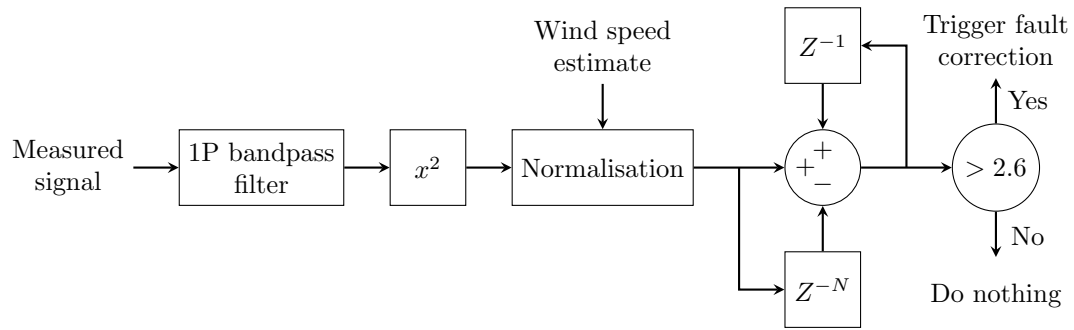 Measured
signal
1P bandpass
filter
x²
Wind speed
estimate
Normalisation
Z⁻¹
+
+
−
Z⁻ᴺ
> 2.6
Trigger fault
correction
Yes
No
Do nothing